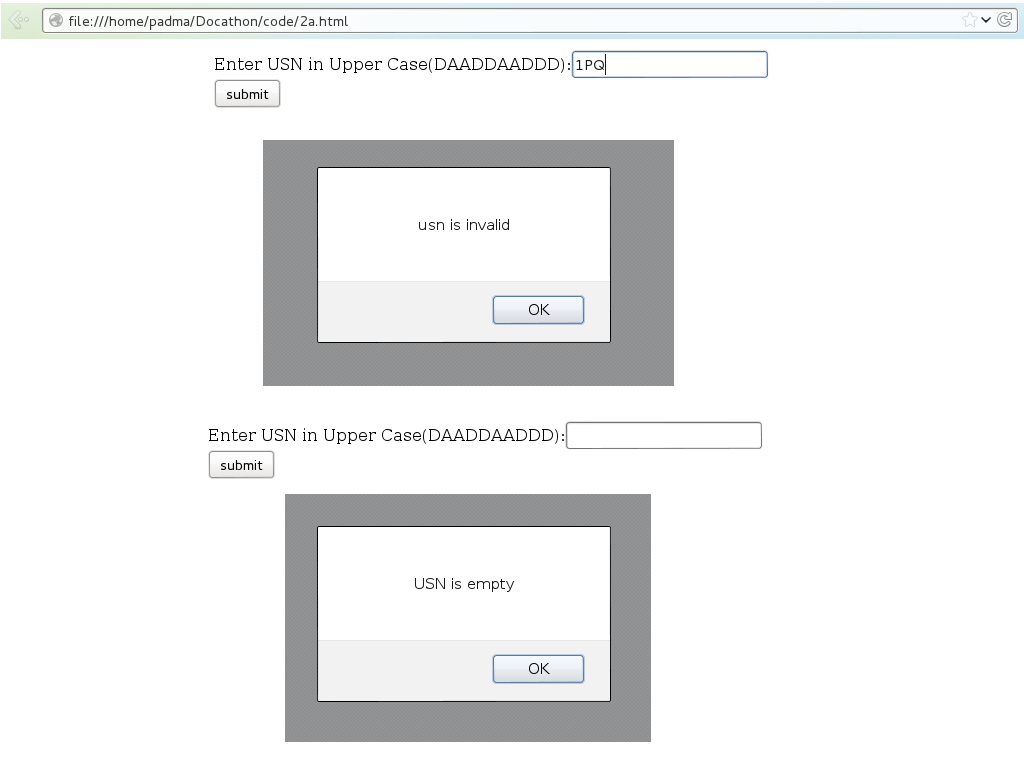 file:///home/padma/Docathon/code/2a.html
Enter USN in Upper Case(DAADDAADDD):1PQ
submit
usn is invalid
OK
Enter USN in Upper Case(DAADDAADDD):
submit
USN is empty
OK